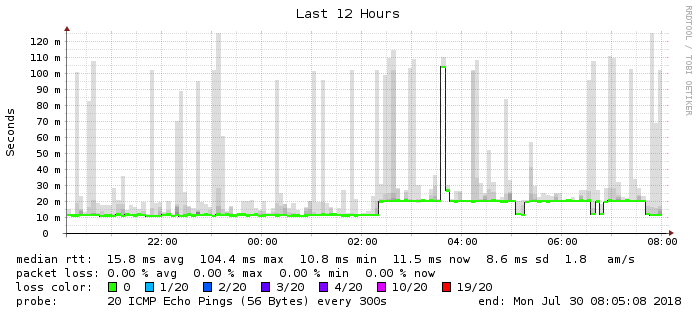 Last 12 Hours
RRDTOOL / TOBI OETIKER
Seconds
120 m
110 m
100 m
90 m
80 m
70 m
60 m
50 m
40 m
30 m
20 m
10 m
0
22:00 00:00 02:00 04:00 06:00 08:00
median rtt: 15.8 ms avg 104.4 ms max 10.8 ms min 11.5 ms now 8.6 ms sd 1.8 am/s
packet loss: 0.00 % avg 0.00 % max 0.00 % min 0.00 % now
loss color: 0 1/20 2/20 3/20 4/20 10/20 19/20
probe: 20 ICMP Echo Pings (56 Bytes) every 300s end: Mon Jul 30 08:05:08 2018